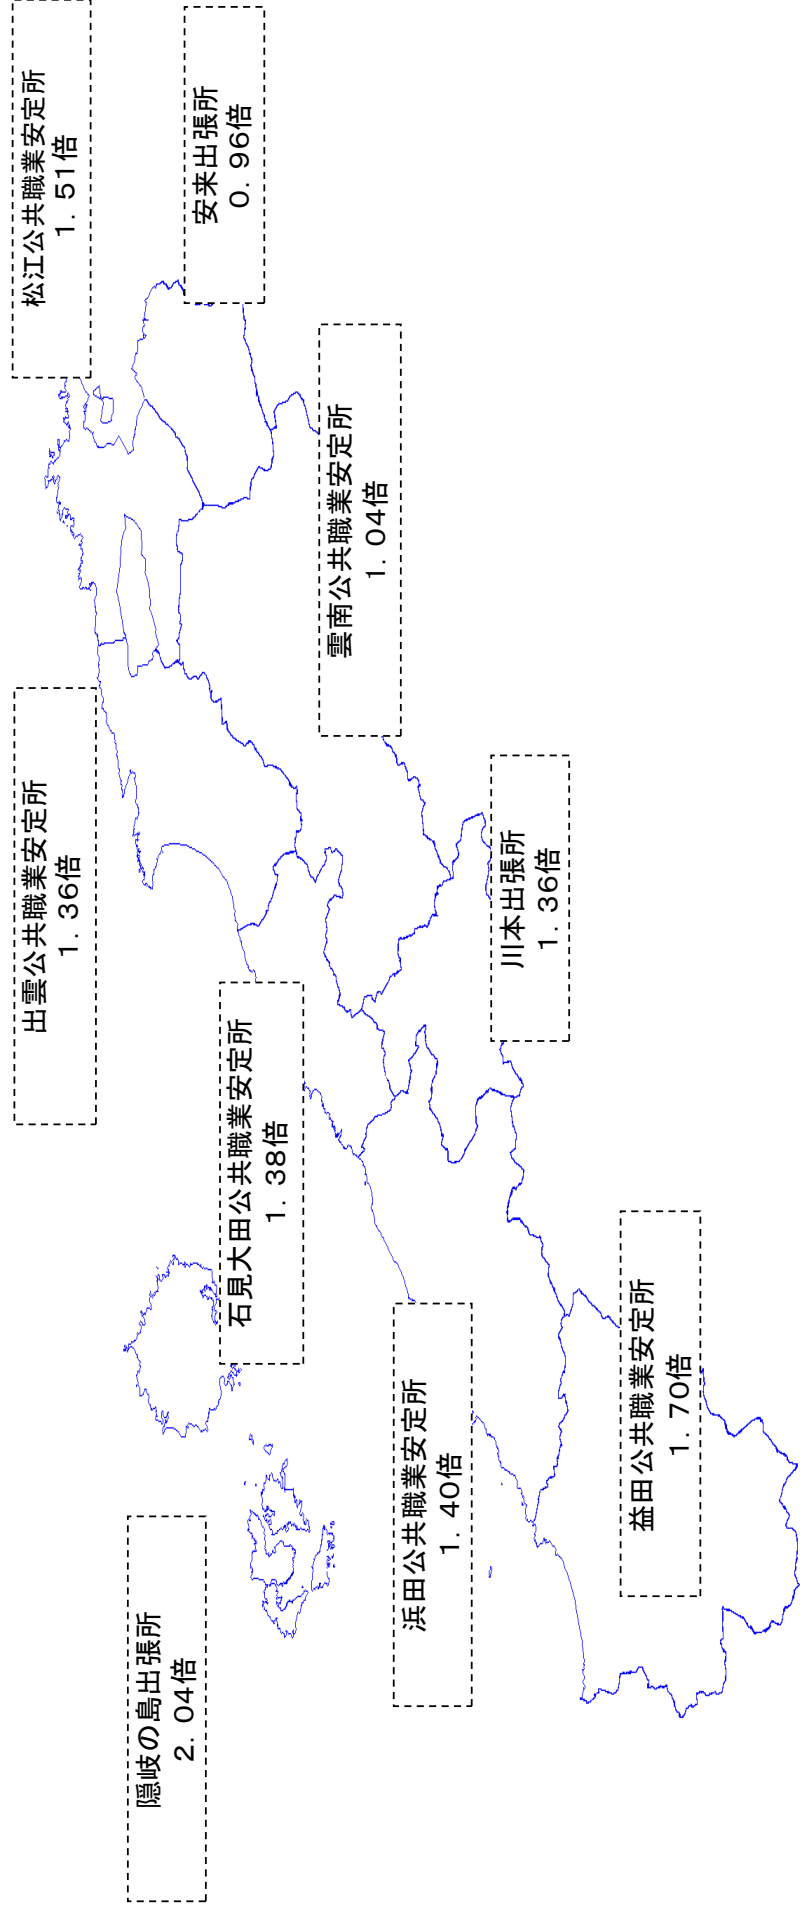 松江公共職業安定所
1. 51倍
安来出張所
0. 96倍
雲南公共職業安定所
1. 04倍
出雲公共職業安定所
1. 36倍
川本出張所
1. 36倍
石見大田公共職業安定所
1. 38倍
浜田公共職業安定所
1. 40倍
益田公共職業安定所
1. 70倍
隠岐の島出張所
2. 04倍